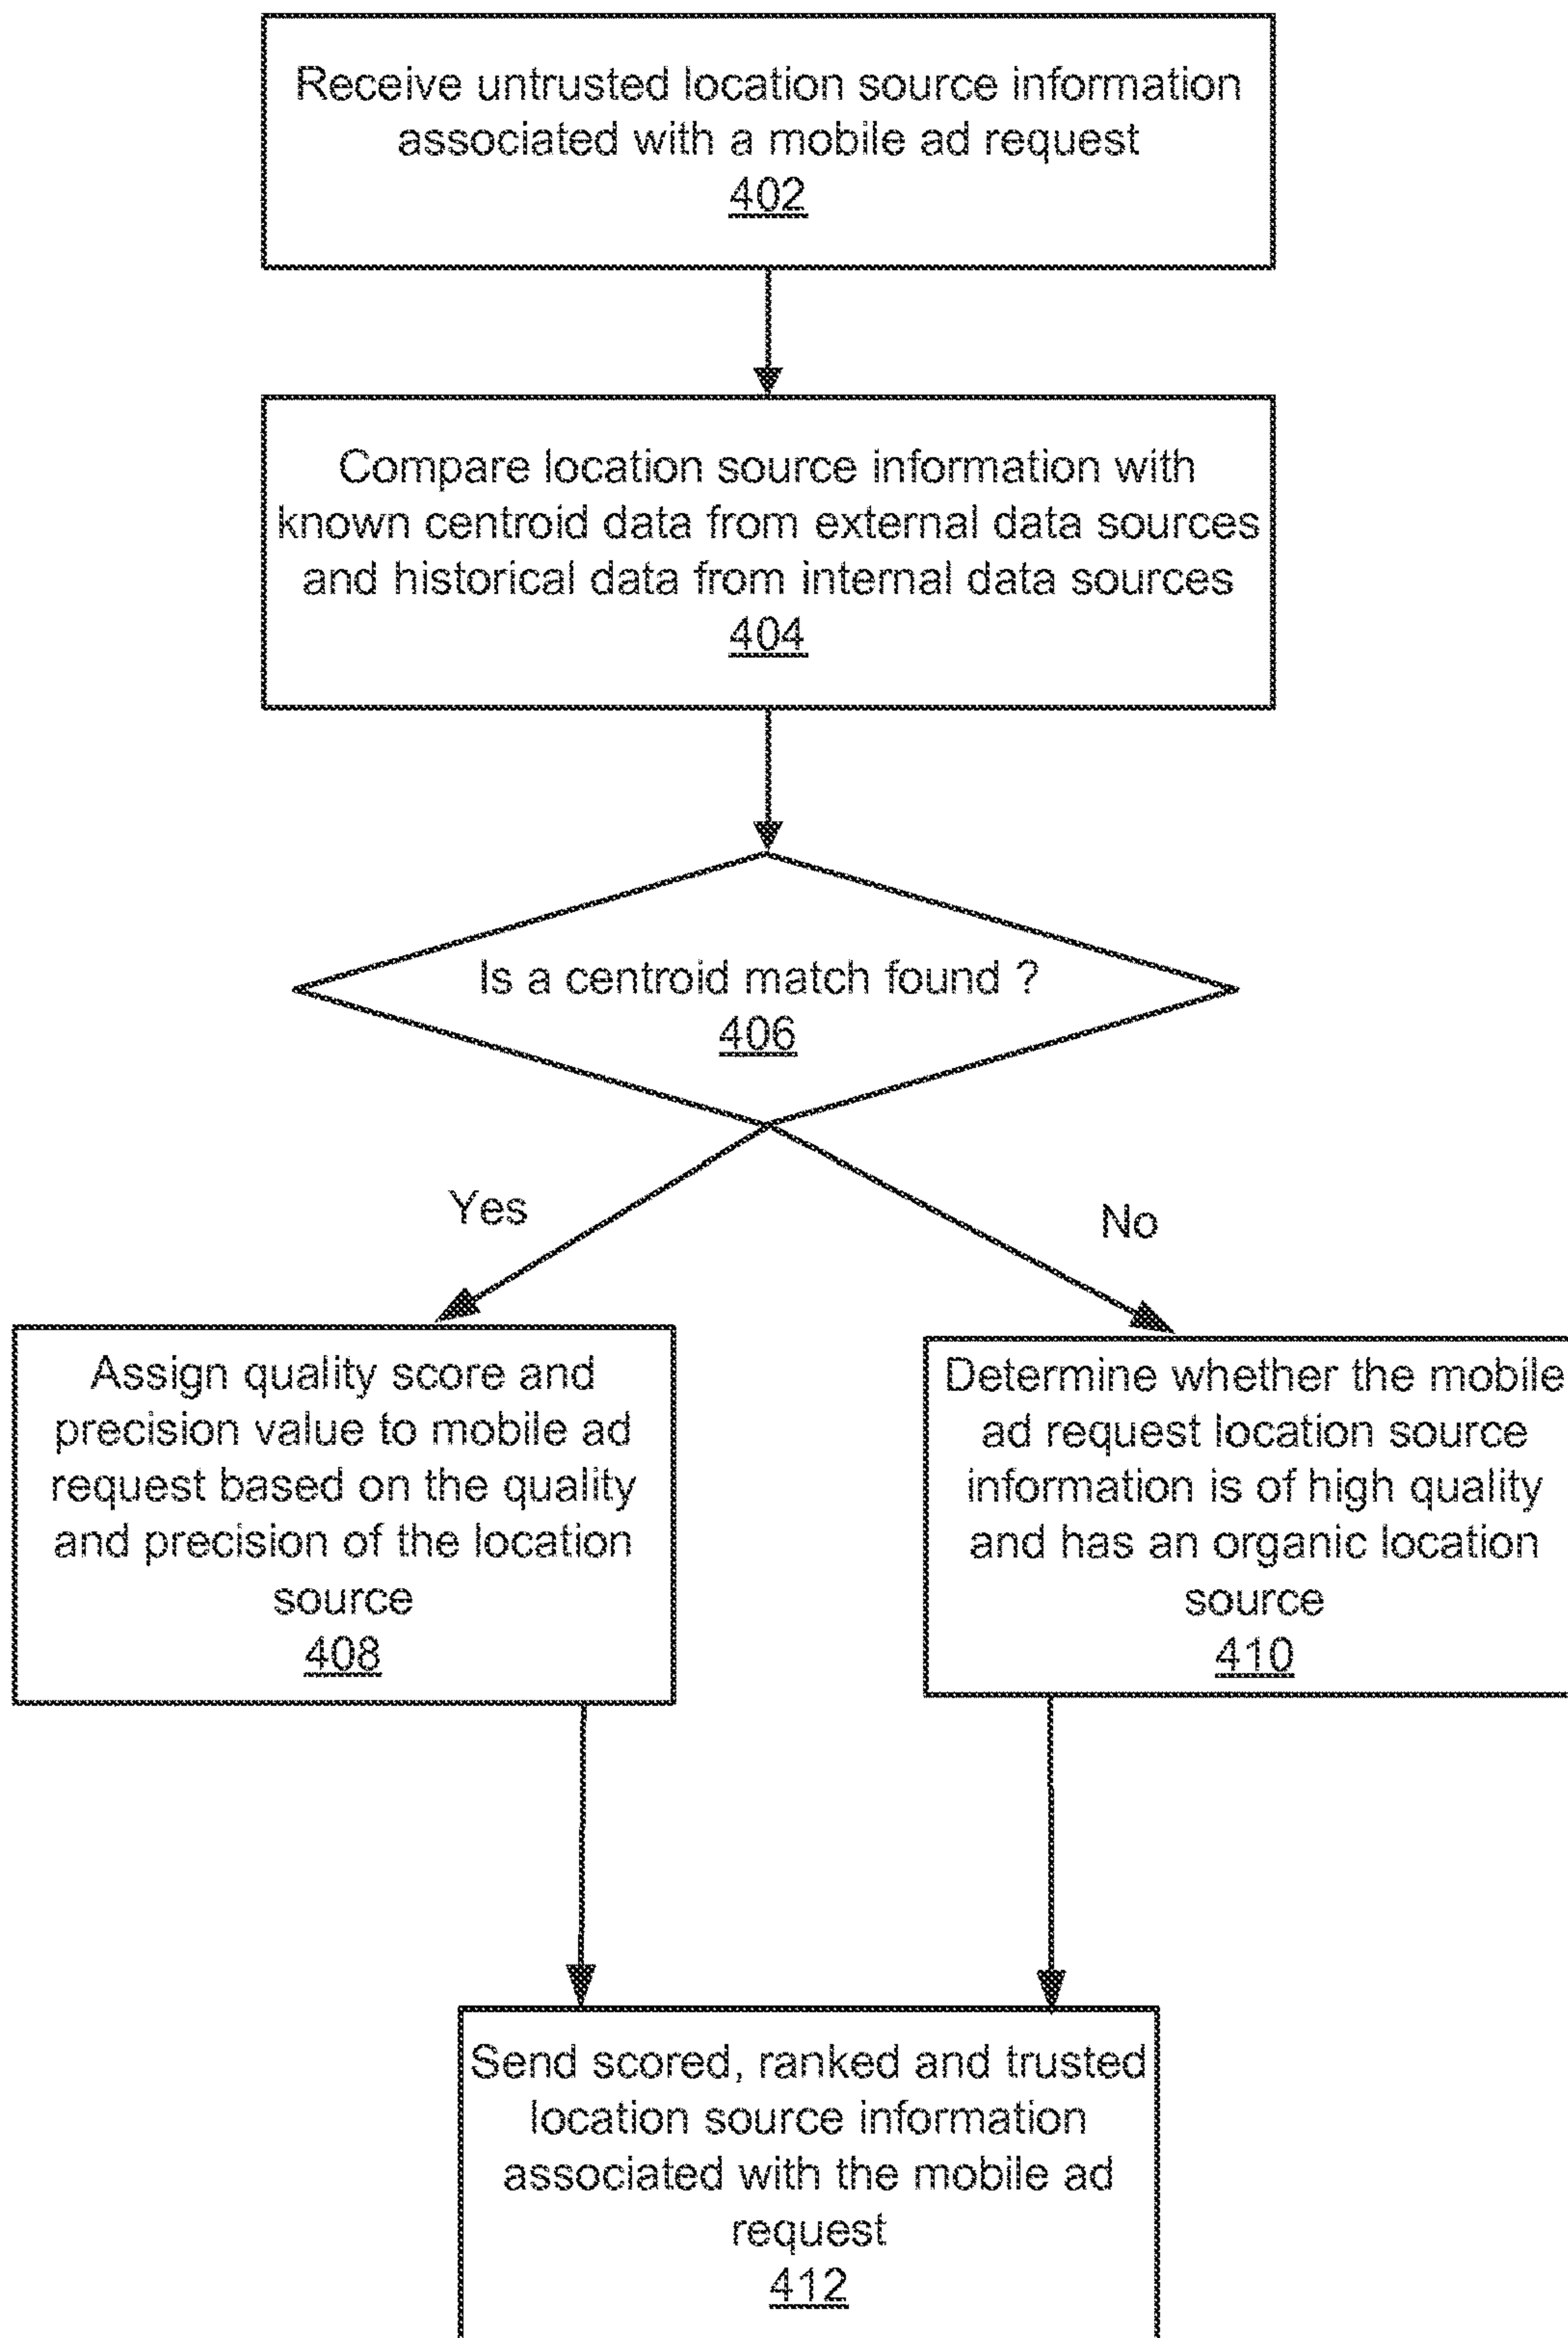 Receive untrusted location source information
associated with a mobile ad request
402
Compare location source information with
known centroid data from external data sources
and historical data from internal data sources
404
Is a centroid match found ?
406
Yes
No
Assign quality score and
precision value to mobile ad
request based on the quality
and precision of the location
source
408
Determine whether the mobile
ad request location source
information is of high quality
and has an organic location
source
410
Send scored, ranked and trusted
location source information
associated with the mobile ad
request
412